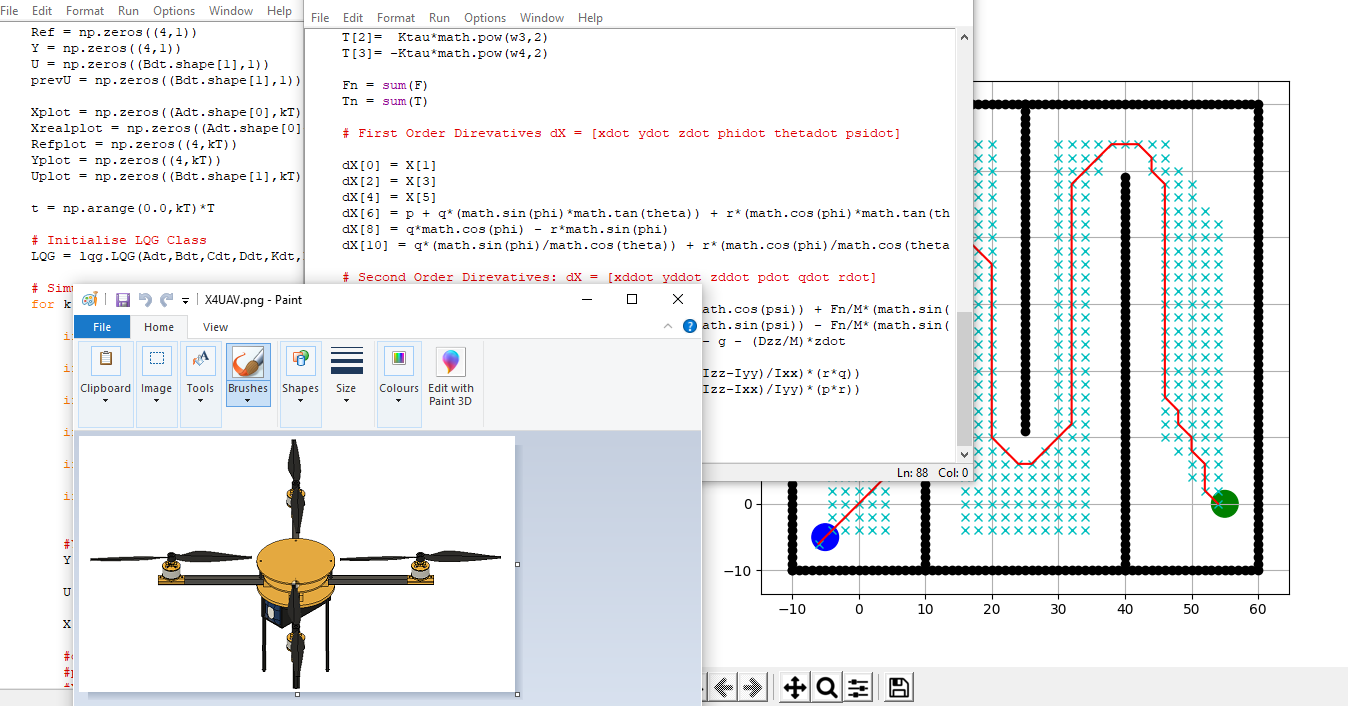 File Edit Format Run Options Window Help
Ref = np.zeros((4,1))
Y = np.zeros((4,1))
U = np.zeros((Bdt.shape[1],1))
prevU = np.zeros((Bdt.shape[1],1))
Xplot = np.zeros((Adt.shape[0],kT)
Xrealplot = np.zeros((Adt.shape[0]
Refplot = np.zeros((4,kT))
Yplot = np.zeros((4,kT))
Uplot = np.zeros((Bdt.shape[1],kT)
t = np.arange(0.0,kT)*T
# Initialise LQG Class
LQG = lqg.LQG(Adt,Bdt,Cdt,Ddt,Kdt,
# Sim
for k
Y
U
X
File Edit Format Run Options Window Help
T[2]=  Ktau*math.pow(w3,2)
T[3]= -Ktau*math.pow(w4,2)
Fn = sum(F)
Tn = sum(T)
# First Order Direvatives dX = [xdot ydot zdot phidot thetadot psidot]
dX[0] = X[1]
dX[2] = X[3]
dX[4] = X[5]
dX[6] = p + q*(math.sin(phi)*math.tan(theta)) + r*(math.cos(phi)*math.tan(th
dX[8] = q*math.cos(phi) - r*math.sin(phi)
dX[10] = q*(math.sin(phi)/math.cos(theta)) + r*(math.cos(phi)/math.cos(theta
# Second Order Direvatives: dX = [xddot yddot zddot pdot qdot rdot]
ath.cos(psi)) + Fn/M*(math.sin(
ath.sin(psi)) - Fn/M*(math.sin(
- g - (Dzz/M)*zdot
Izz-Iyy)/Ixx)*(r*q))
Izz-Ixx)/Iyy)*(p*r))
Ln: 88 Col: 0
X4UAV.png - Paint
File Home View
Clipboard Image Tools Brushes Shapes Size Colours Edit with
Paint 3D
0
−10
−10 0 10 20 30 40 50 60